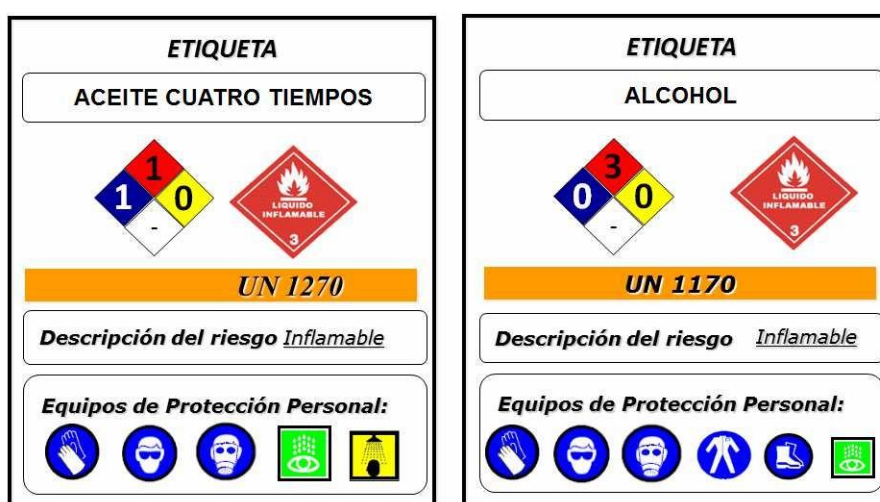 ETIQUETA
ACEITE CUATRO TIEMPOS
1
1 0
-
LIQUIDO
INFLAMABLE
3
UN 1270
Descripción del riesgo Inflamable
Equipos de Protección Personal:
ETIQUETA
ALCOHOL
3
0 0
-
LIQUIDO
INFLAMABLE
3
UN 1170
Descripción del riesgo Inflamable
Equipos de Protección Personal: